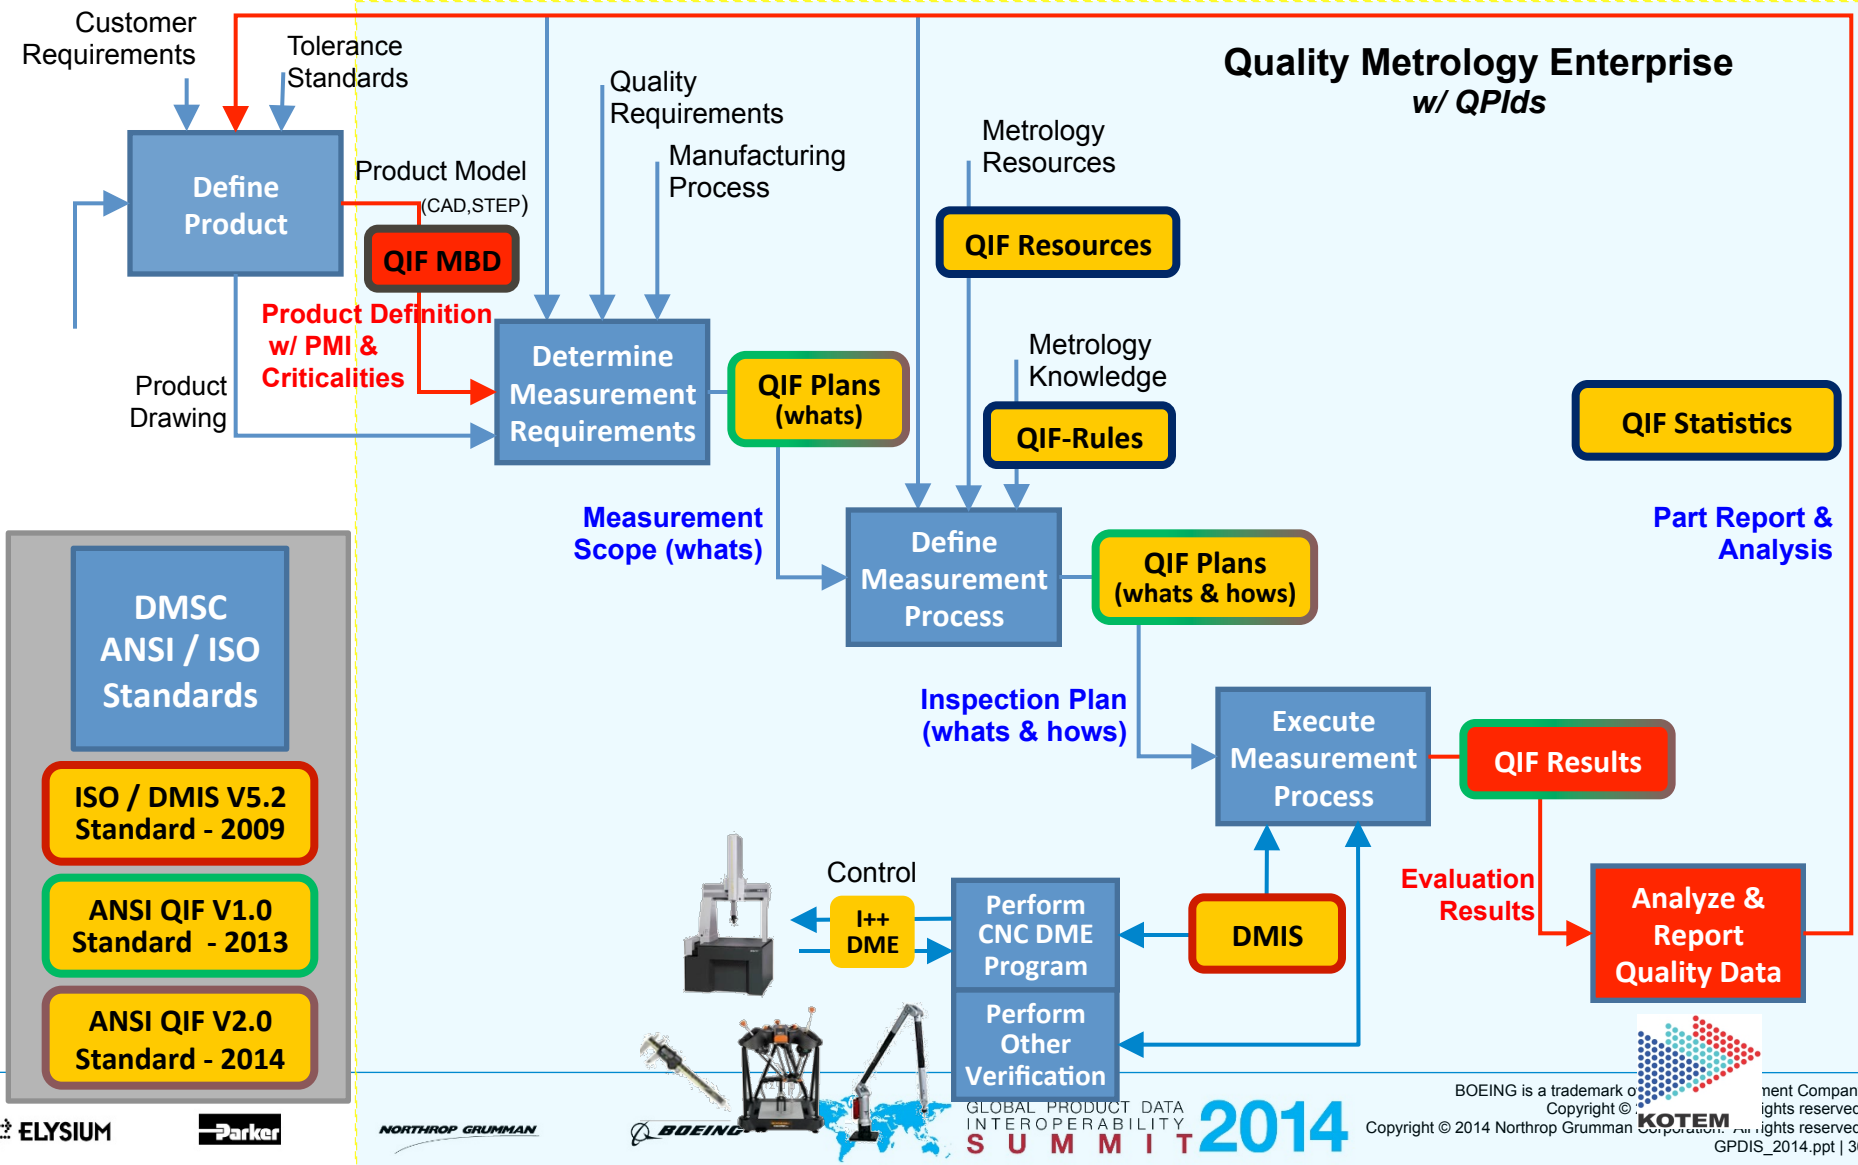 Customer
Requirements
Tolerance
Standards
Quality Metrology Enterprise
w/ QPIds
Quality
Requirements
Manufacturing
Process
Metrology
Resources
Define
Product
Product Model
(CAD,STEP)
QIF MBD
QIF Resources
Product Definition
w/ PMI &
Criticalities
Product
Drawing
Determine
Measurement
Requirements
QIF Plans
(whats)
Metrology
Knowledge
QIF-Rules
QIF Statistics
Measurement
Scope (whats)
Define
Measurement
Process
QIF Plans
(whats & hows)
Part Report &
Analysis
DMSC
ANSI / ISO
Standards
Inspection Plan
(whats & hows)
Execute
Measurement
Process
QIF Results
ISO / DMIS V5.2
Standard - 2009
ANSI QIF V1.0
Standard - 2013
ANSI QIF V2.0
Standard - 2014
Control
I++
DME
Perform
CNC DME
Program
DMIS
Evaluation
Results
Analyze &
Report
Quality Data
Perform
Other
Verification
ELYSIUM
Parker
NORTHROP GRUMMAN
BOEING
GLOBAL PRODUCT DATA
INTEROPERABILITY
SUMMIT 2014
KOTEM
BOEING is a trademark of
Copyright ©
Copyright © 2014 Northrop Grumman Corporation. All rights reserved
GPDIS_2014.ppt |